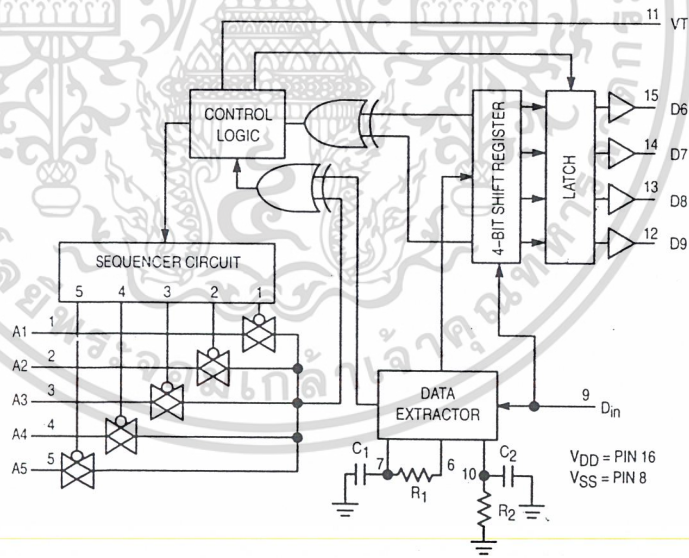 11 VT
CONTROL
LOGIC
4-BIT SHIFT REGISTER
LATCH
15 D6
14 D7
13 D8
12 D9
SEQUENCER CIRCUIT
5 4 3 2 1
A1 1
A2 2
A3 3
A4 4
A5 5
DATA
EXTRACTOR
9 Din
C1 7 R1 6 10 C2
R2
VDD = PIN 16
VSS = PIN 8